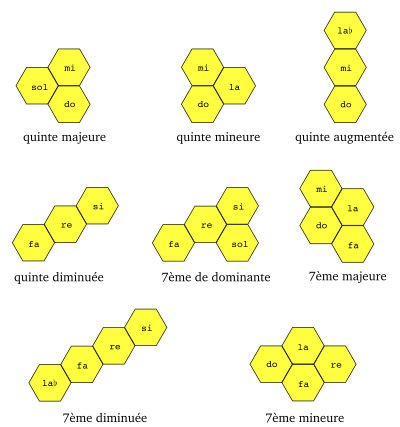 mi
sol
do
quinte majeure
mi
la
do
quinte mineure
la♭
mi
do
quinte augmentée
si
re
fa
quinte diminuée
si
re
fa
sol
7ème de dominante
mi
la
do
fa
7ème majeure
si
re
fa
la♭
7ème diminuée
la
do
re
fa
7ème mineure